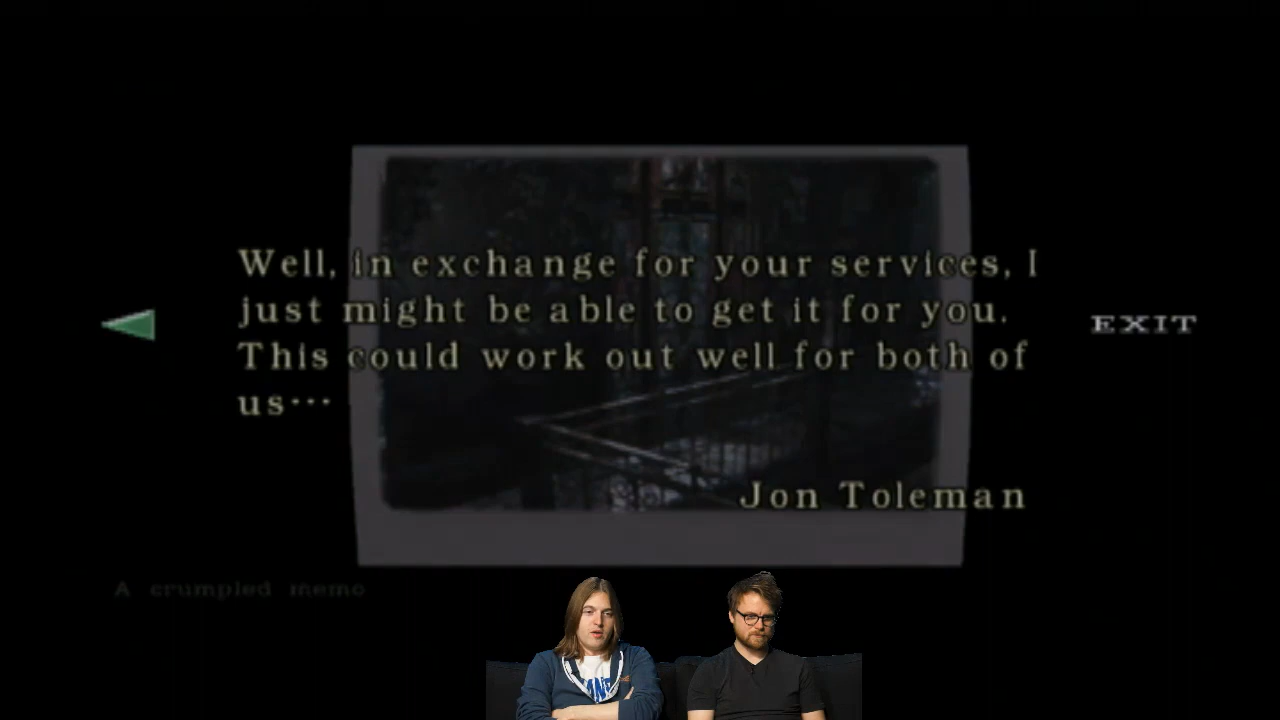 Well, in exchange for your services, I
just might be able to get it for you.
This could work out well for both of
us···
EXIT
Jon Toleman
A crumpled memo